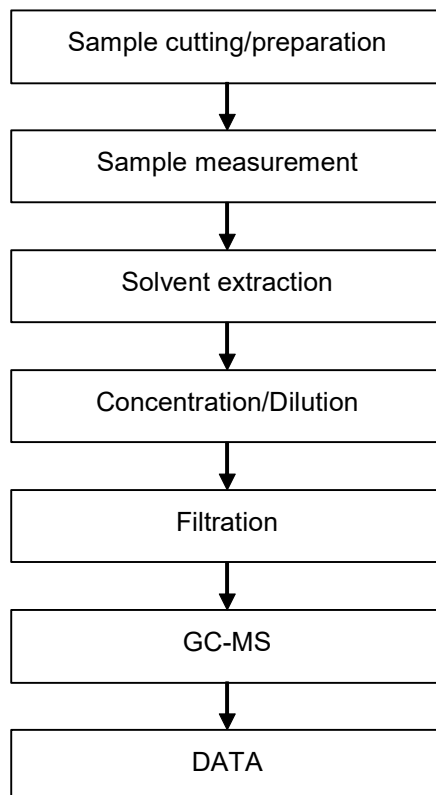 Sample cutting/preparation
Sample measurement
Solvent extraction
Concentration/Dilution
Filtration
GC-MS
DATA